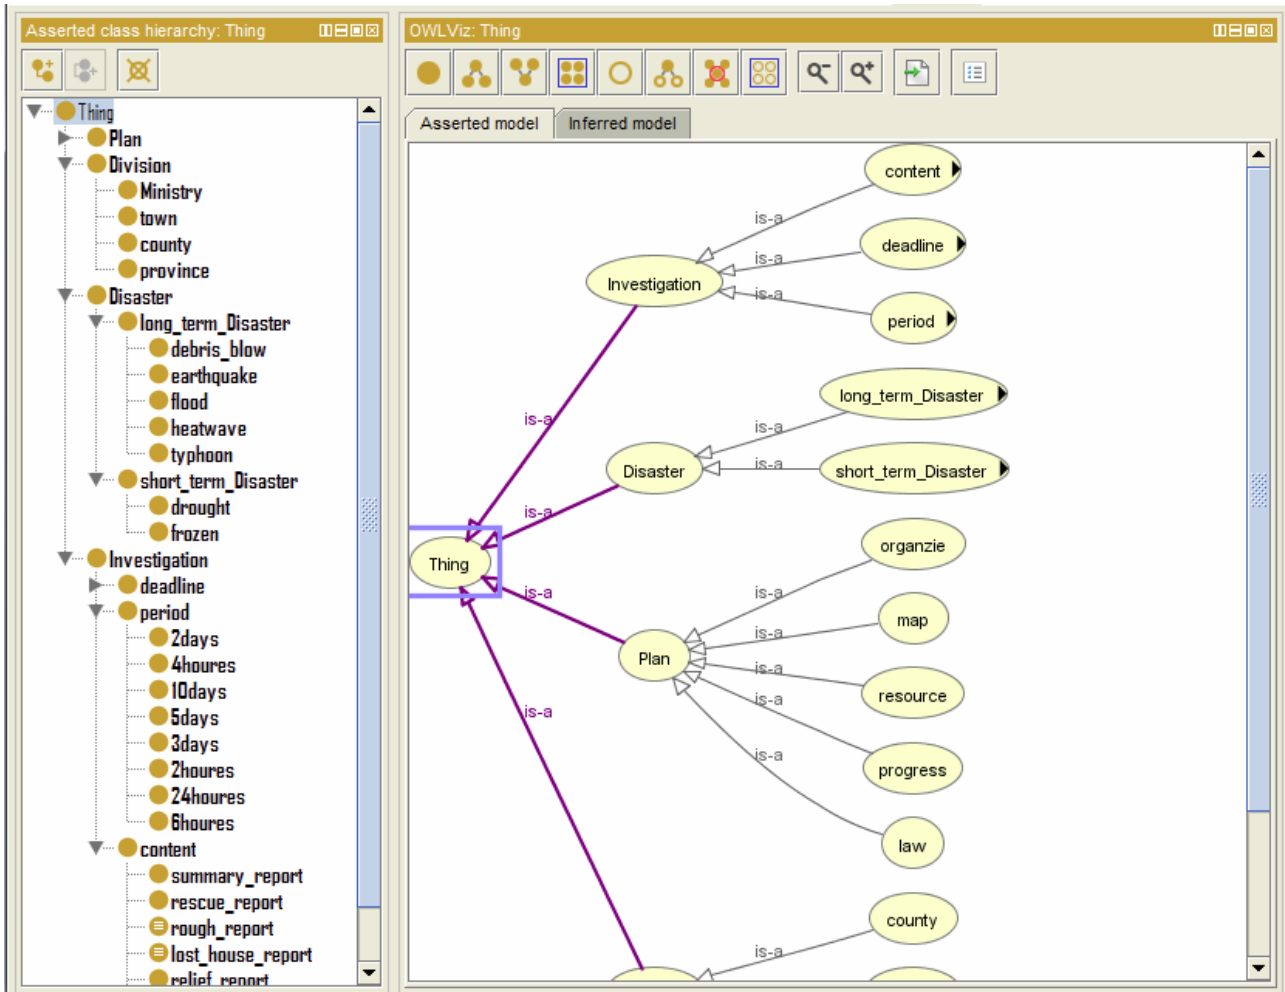 Asserted class hierarchy: Thing
Thing
Plan
Division
Ministry
town
county
province
Disaster
long_term_Disaster
debris_blow
earthquake
flood
heatwave
typhoon
short_term_Disaster
drought
frozen
Investigation
deadline
period
2days
4houres
10days
5days
3days
2houres
24houres
6houres
content
summary_report
rescue_report
rough_report
lost_house_report
relief_report
OWLViz: Thing
Asserted model
Inferred model
content
is-a
deadline
is-a
Investigation
is-a
period
long_term_Disaster
is-a
is-a
Disaster
is-a
short_term_Disaster
is-a
organzie
Thing
is-a
is-a
map
is-a
Plan
is-a
resource
is-a
is-a
is-a
progress
law
county
is-a